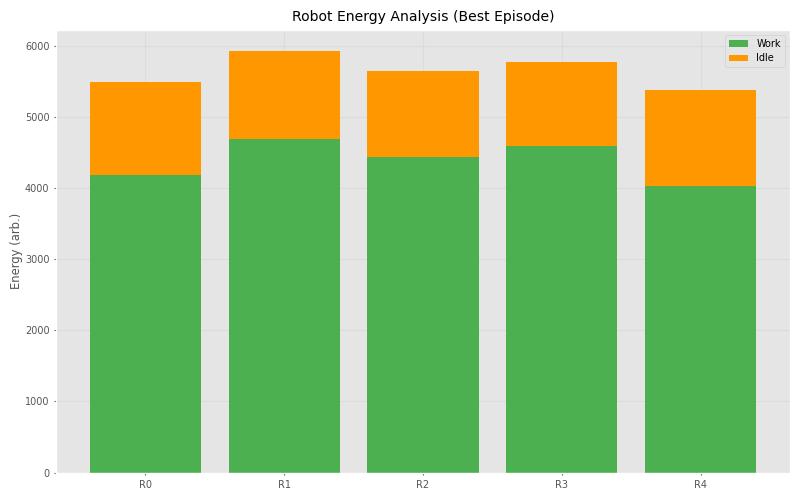 Robot Energy Analysis (Best Episode)
Work
Idle
Energy (arb.)
6000
5000
4000
3000
2000
1000
0
R0 R1 R2 R3 R4